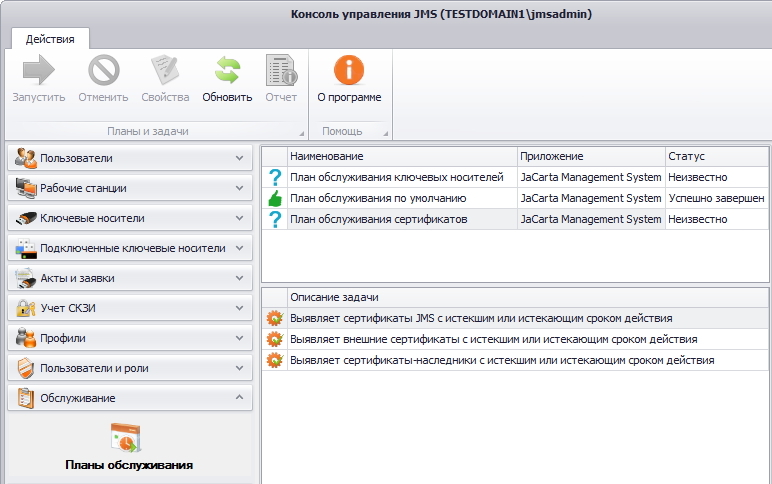 Консоль управления JMS (TESTDOMAIN1\jmsadmin)
Действия
Запустить Отменить Свойства Обновить Отчет О программе
Планы и задачи Помощь
Пользователи
Рабочие станции
Ключевые носители
Подключенные ключевые носители
Акты и заявки
Учет СКЗИ
Профили
Пользователи и роли
Обслуживание
Планы обслуживания
Наименование Приложение Статус
План обслуживания ключевых носителей JaCarta Management System Неизвестно
План обслуживания по умолчанию JaCarta Management System Успешно завершен
План обслуживания сертификатов JaCarta Management System Неизвестно
Описание задачи
Выявляет сертификаты JMS с истекшим или истекающим сроком действия
Выявляет внешние сертификаты с истекшим или истекающим сроком действия
Выявляет сертификаты-наследники с истекшим или истекающим сроком действия